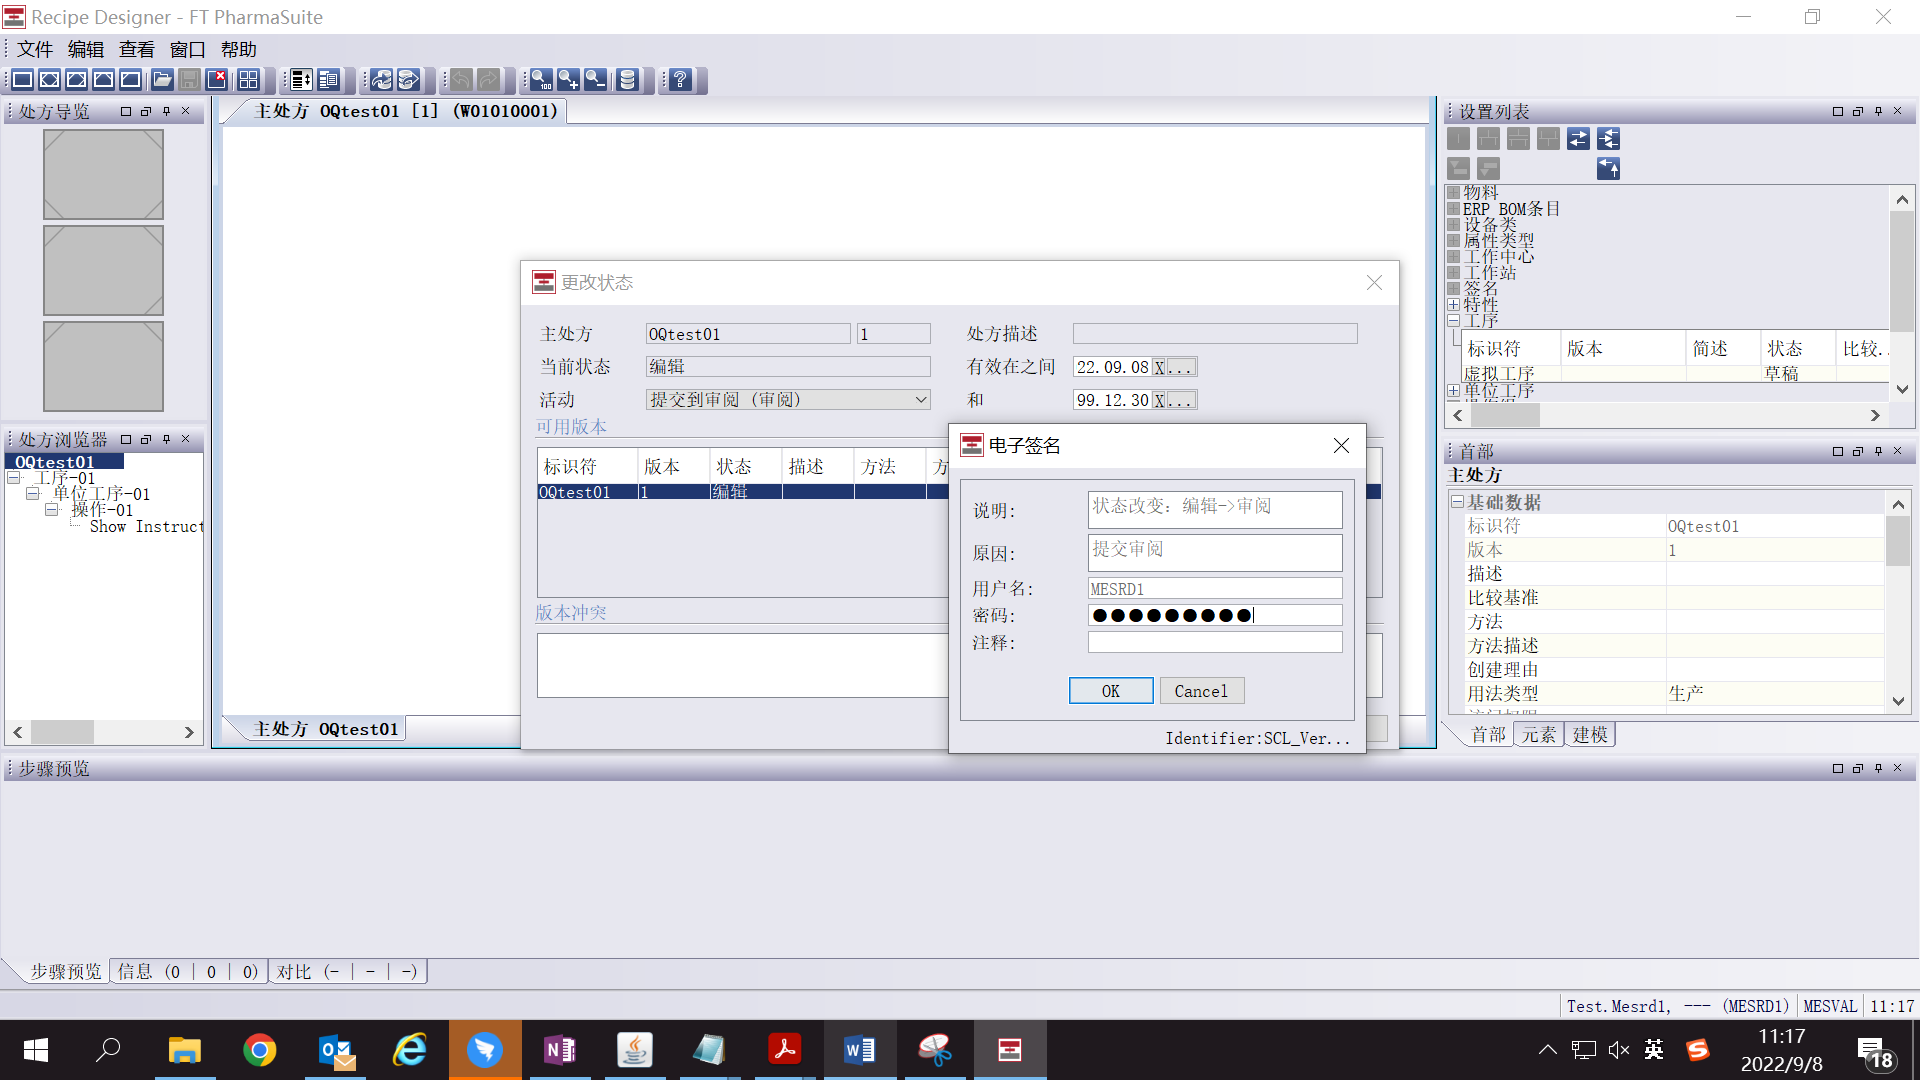 Recipe Designer - FT PharmaSuite
文件 编辑 查看 窗口 帮助
处方导览
主处方 OQtest01 [1] (W01010001)
设置列表
物料
ERP BOM条目
设备类
属性类型
工作中心
工作站
签名
特性
工序
标识符 版本 简述 状态 比较..
虚拟工序 草稿
单位工序
处方浏览器
OQtest01
工序-01
单位工序-01
操作-01
Show Instruct
更改状态
主处方 OQtest01 1 处方描述
当前状态 编辑 有效在之间 22.09.08 X ...
活动 提交到审阅 (审阅) 和 99.12.30 X ...
可用版本
标识符 版本 状态 描述 方法 方
OQtest01 1 编辑
版本冲突
电子签名
说明: 状态改变: 编辑->审阅
原因: 提交审阅
用户名: MESRD1
密码: ●●●●●●●●●
注释:
OK Cancel
Identifier:SCL_Ver...
首部
主处方
基础数据
标识符 OQtest01
版本 1
描述
比较基准
方法
方法描述
创建理由
用法类型 生产
首部 元素 建模
主处方 OQtest01
步骤预览
步骤预览 信息 (0 | 0 | 0) 对比 (- | - | -)
Test.Mesrd1, --- (MESRD1) MESVAL 11:17
英
11:17
2022/9/8
18